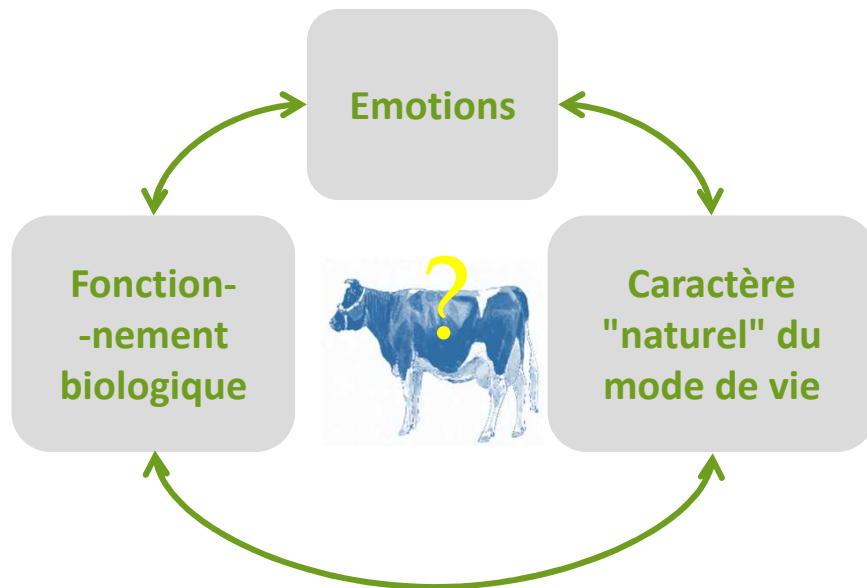 Emotions
Fonction-
-nement
biologique
?
Caractère
"naturel" du
mode de vie